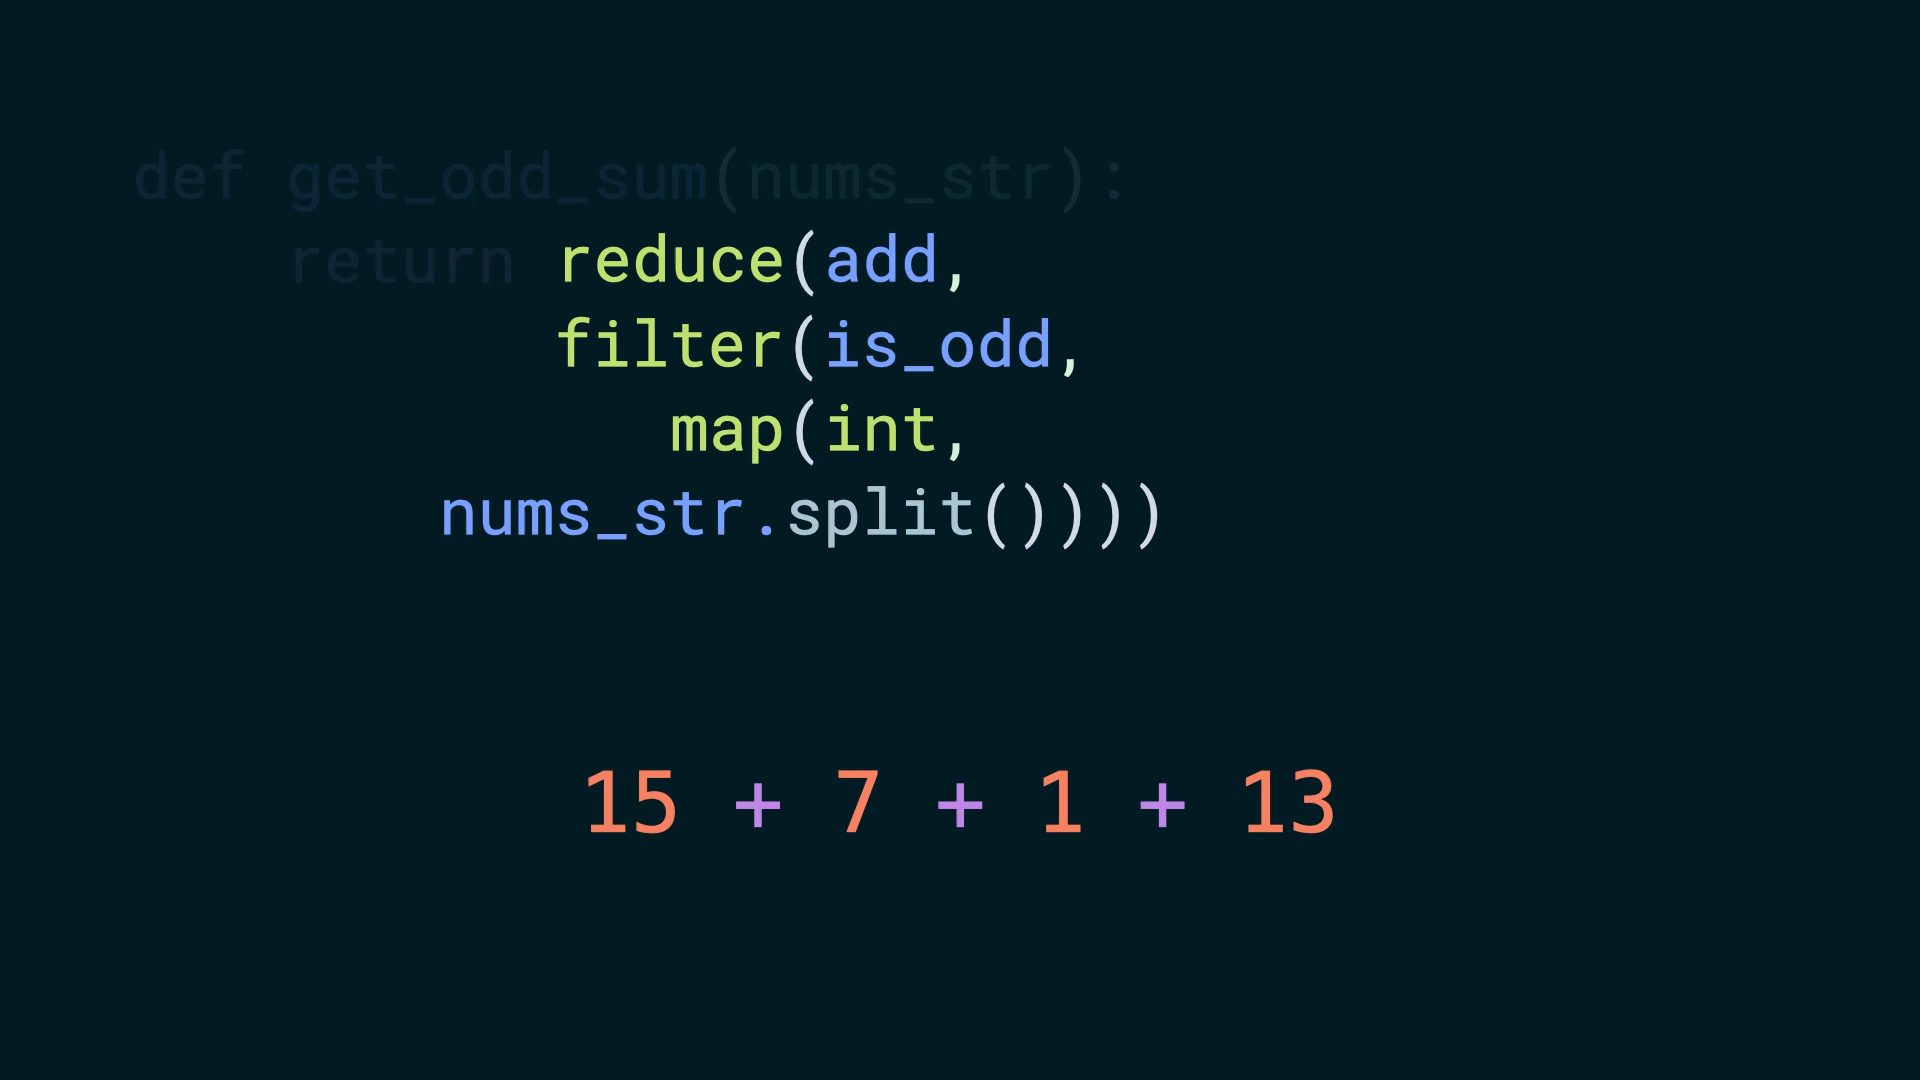 def get_odd_sum(nums_str):
return reduce(add,
filter(is_odd,
map(int,
nums_str.split())))
15 + 7 + 1 + 13